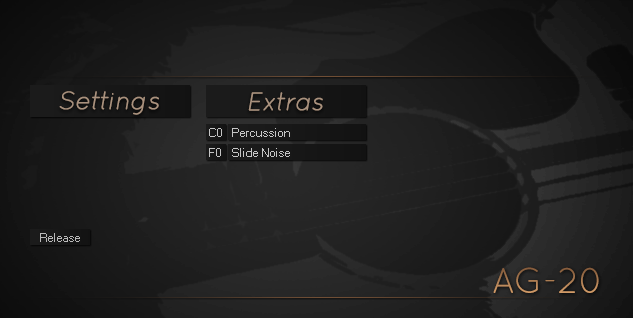 Settings
Extras
C0 Percussion
F0 Slide Noise
Release
AG-20